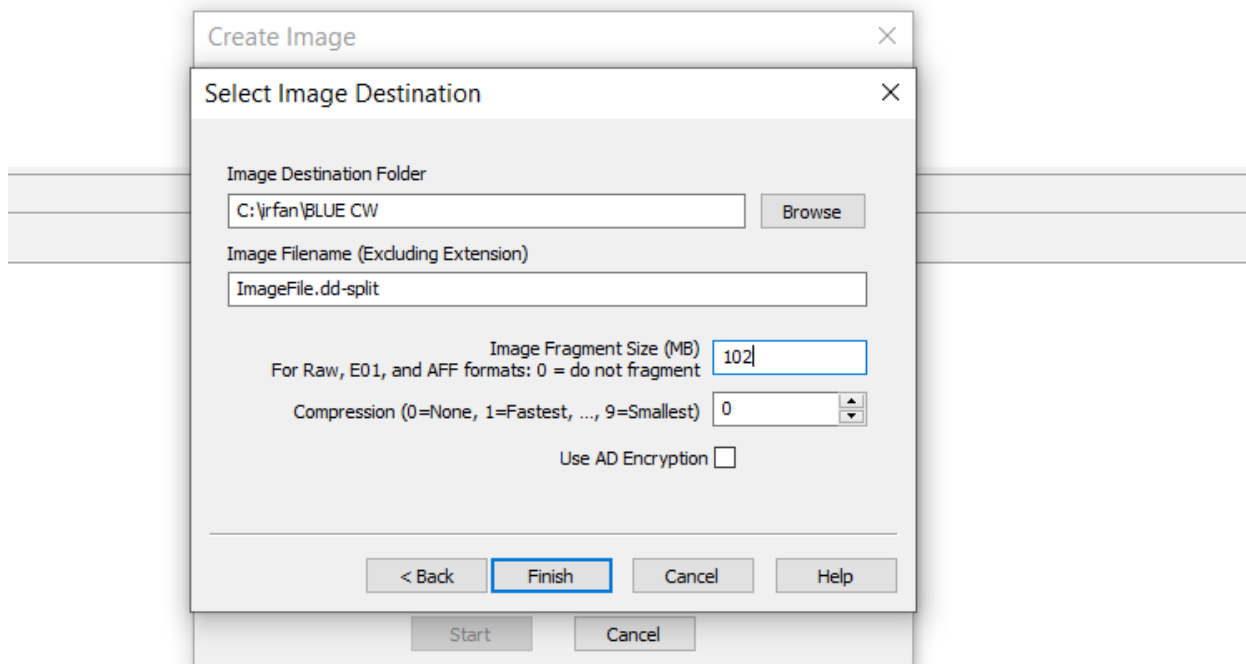 Create Image
Select Image Destination
Image Destination Folder
C:\irfan\BLUE CW
Browse
Image Filename (Excluding Extension)
ImageFile.dd-split
Image Fragment Size (MB)
102
For Raw, E01, and AFF formats: 0 = do not fragment
Compression (0=None, 1=Fastest, ..., 9=Smallest)
0
Use AD Encryption
< Back
Finish
Cancel
Help
Start
Cancel